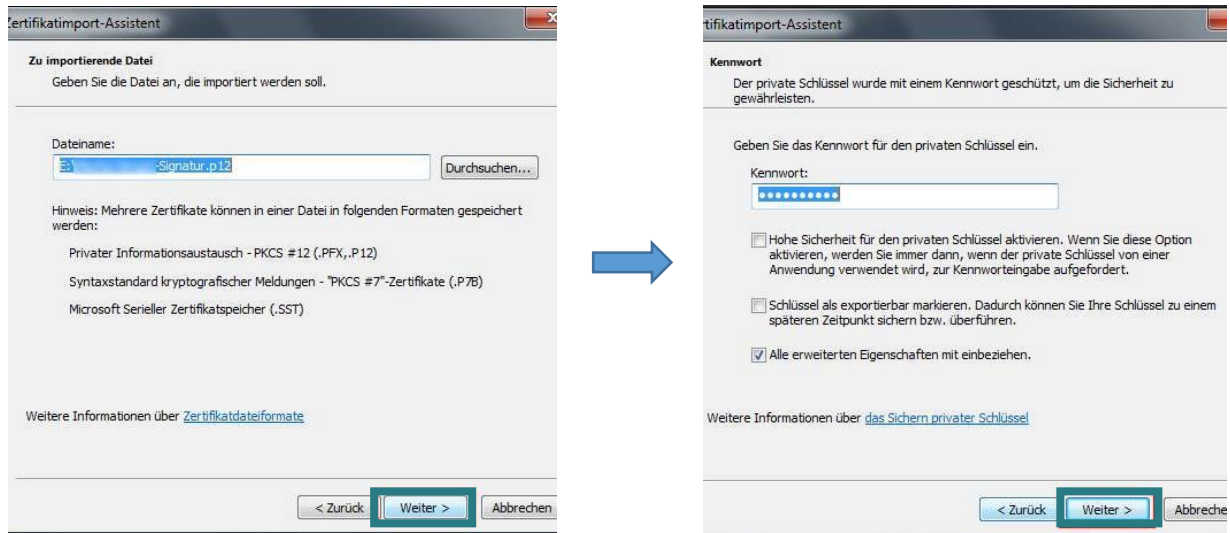 Zertifikatimport-Assistent
Zu importierende Datei
Geben Sie die Datei an, die importiert werden soll.
Dateiname:
E:\ -Signatur.p12
Durchsuchen...
Hinweis: Mehrere Zertifikate können in einer Datei in folgenden Formaten gespeichert
werden:
Privater Informationsaustausch - PKCS #12 (.PFX,.P12)
Syntaxstandard kryptografischer Meldungen - "PKCS #7"-Zertifikate (.P7B)
Microsoft Serieller Zertifikatspeicher (.SST)
Weitere Informationen über Zertifikatdateiformate
< Zurück Weiter > Abbrechen
rtifikatimport-Assistent
Kennwort
Der private Schlüssel wurde mit einem Kennwort geschützt, um die Sicherheit zu
gewährleisten.
Geben Sie das Kennwort für den privaten Schlüssel ein.
Kennwort:
●●●●●●●●●●
Hohe Sicherheit für den privaten Schlüssel aktivieren. Wenn Sie diese Option
aktivieren, werden Sie immer dann, wenn der private Schlüssel von einer
Anwendung verwendet wird, zur Kennworteingabe aufgefordert.
Schlüssel als exportierbar markieren. Dadurch können Sie Ihre Schlüssel zu einem
späteren Zeitpunkt sichern bzw. überführen.
Alle erweiterten Eigenschaften mit einbeziehen.
Weitere Informationen über das Sichern privater Schlüssel
< Zurück Weiter > Abbreche